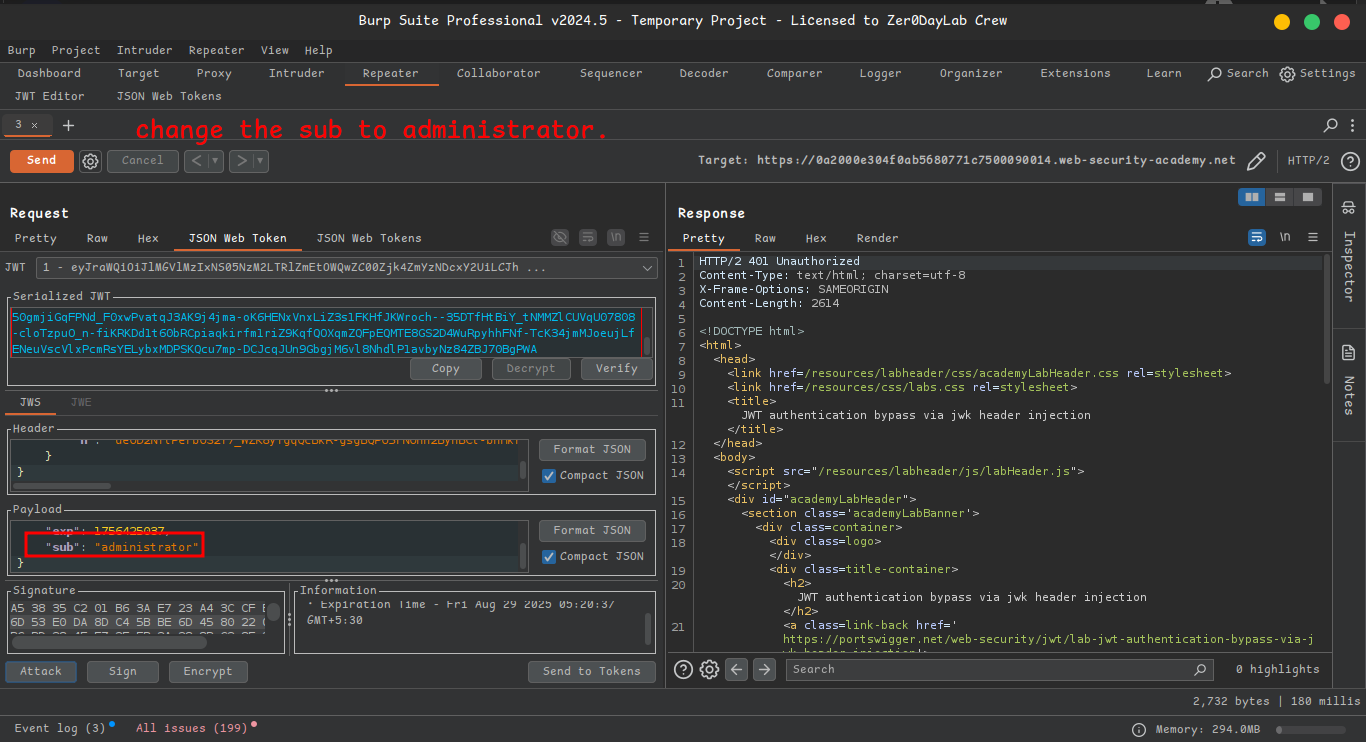 Burp Suite Professional v2024.5 - Temporary Project - Licensed to Zer0DayLab Crew
Burp Project Intruder Repeater View Help
Dashboard Target Proxy Intruder Repeater Collaborator Sequencer Decoder Comparer Logger Organizer Extensions Learn Search Settings
JWT Editor JSON Web Tokens
3 × +
change the sub to administrator.
Send Cancel < > Target: https://0a2000e304f0ab5680771c7500090014.web-security-academy.net HTTP/2
Request
Pretty Raw Hex JSON Web Token JSON Web Tokens \n
JWT 1 - eyJraWQiOiJlMGVlMzIxNS05NzM2LTRlZmEtOWQwZC00Zjk4ZmYzNDcxY2UiLCJh ...
Serialized JWT
Copy Decrypt Verify
JWS JWE
Header
}
}
Format JSON
Compact JSON
Payload
"exp": 1756425037,
"sub": "administrator"
}
Format JSON
Compact JSON
Signature
A5 38 35 C2 01 B6 3A E7 23 A4 3C CF
6D 53 E0 DA 8D C4 5B BE 6D 45 80 22
Information
• Expiration Time - Fri Aug 29 2025 05:20:37
GMT+5:30
Attack Sign Encrypt Send to Tokens
Response
Pretty Raw Hex Render \n
1 HTTP/2 401 Unauthorized
2 Content-Type: text/html; charset=utf-8
3 X-Frame-Options: SAMEORIGIN
4 Content-Length: 2614
5
6 <!DOCTYPE html>
7 <html>
8 <head>
9 <link href=/resources/labheader/css/academyLabHeader.css rel=stylesheet>
10 <link href=/resources/css/labs.css rel=stylesheet>
11 <title>
JWT authentication bypass via jwk header injection
</title>
12 </head>
13 <body>
14 <script src="/resources/labheader/js/labHeader.js">
</script>
15 <div id="academyLabHeader">
16 <section class='academyLabBanner'>
17 <div class=container>
18 <div class=logo>
</div>
19 <div class=title-container>
20 <h2>
JWT authentication bypass via jwk header injection
</h2>
21 <a class=link-back href='
https://portswigger.net/web-security/jwt/lab-jwt-authentication-bypass-via-j
wk-header-injection'>
Search 0 highlights
Inspector
Notes
2,732 bytes | 180 millis
Event log (3) All issues (199) Memory: 294.0MB